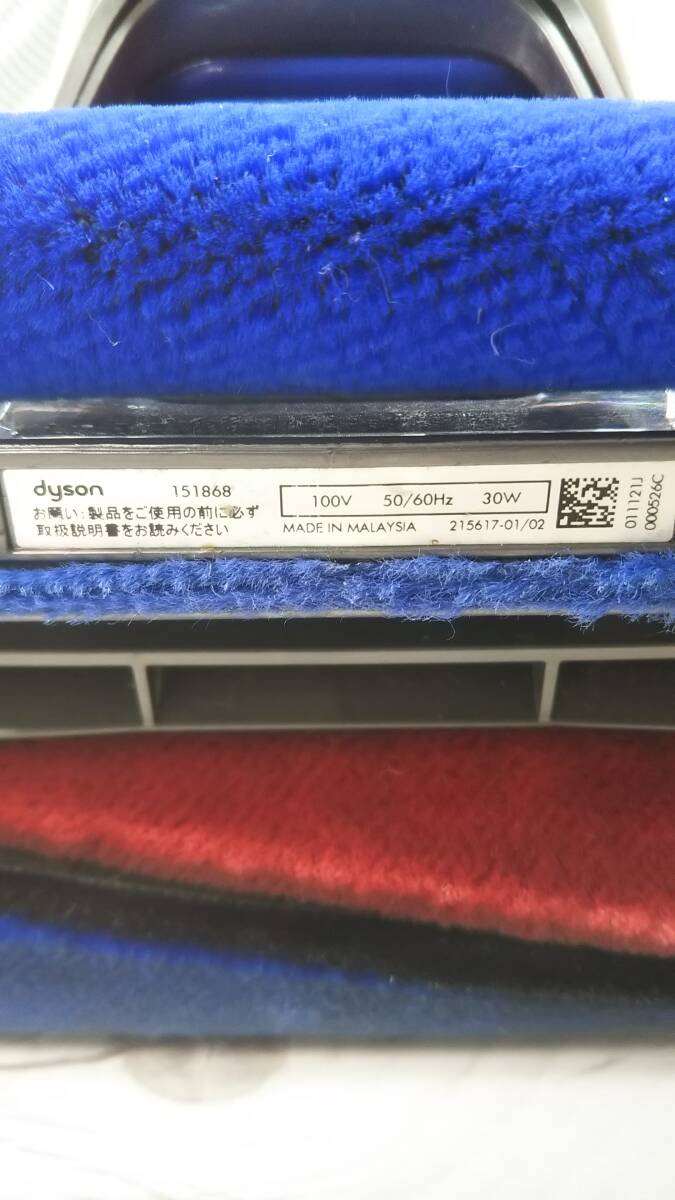 dyson 151868
お願い：製品をご使用の前に必ず
取扱説明書をお読みください
100V 50/60Hz 30W
MADE IN MALAYSIA 215617-01/02
011121J
000526C